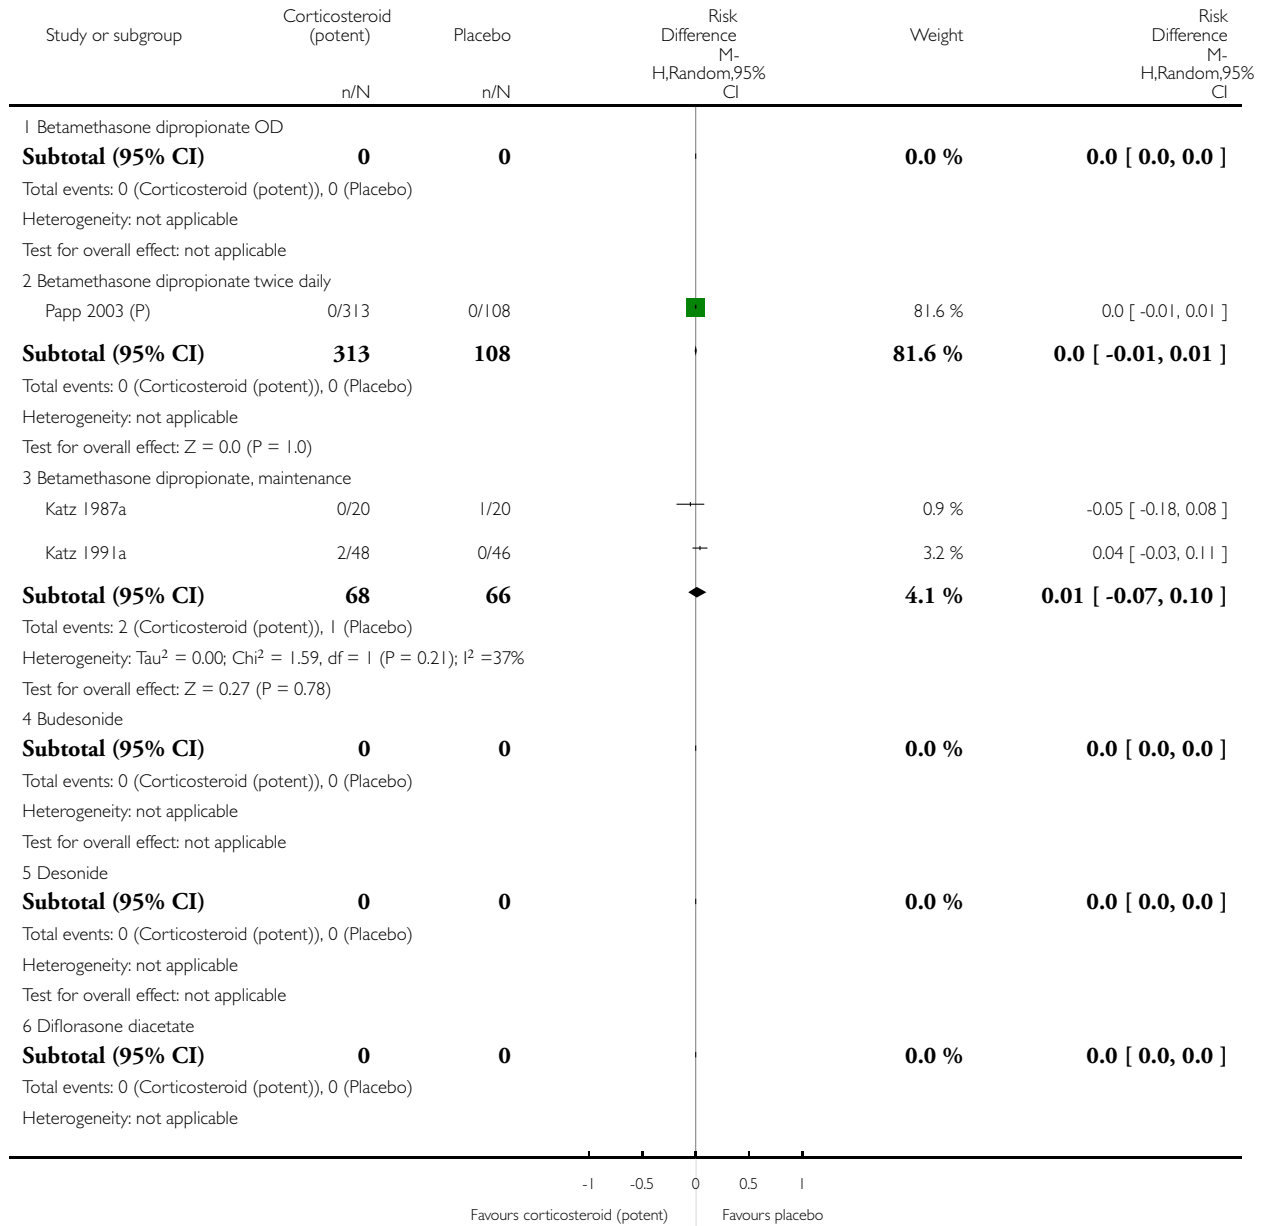 Study or subgroup Corticosteroid (potent) Placebo Risk Difference Weight Risk Difference
n/N n/N M-H,Random,95% CI M-H,Random,95% CI
1 Betamethasone dipropionate OD
Subtotal (95% CI) 0 0 0.0 % 0.0 [ 0.0, 0.0 ]
Total events: 0 (Corticosteroid (potent)), 0 (Placebo)
Heterogeneity: not applicable
Test for overall effect: not applicable
2 Betamethasone dipropionate twice daily
Papp 2003 (P) 0/313 0/108 81.6 % 0.0 [ -0.01, 0.01 ]
Subtotal (95% CI) 313 108 81.6 % 0.0 [ -0.01, 0.01 ]
Total events: 0 (Corticosteroid (potent)), 0 (Placebo)
Heterogeneity: not applicable
Test for overall effect: Z = 0.0 (P = 1.0)
3 Betamethasone dipropionate, maintenance
Katz 1987a 0/20 1/20 0.9 % -0.05 [ -0.18, 0.08 ]
Katz 1991a 2/48 0/46 3.2 % 0.04 [ -0.03, 0.11 ]
Subtotal (95% CI) 68 66 4.1 % 0.01 [ -0.07, 0.10 ]
Total events: 2 (Corticosteroid (potent)), 1 (Placebo)
Heterogeneity: Tau² = 0.00; Chi² = 1.59, df = 1 (P = 0.21); I² =37%
Test for overall effect: Z = 0.27 (P = 0.78)
4 Budesonide
Subtotal (95% CI) 0 0 0.0 % 0.0 [ 0.0, 0.0 ]
Total events: 0 (Corticosteroid (potent)), 0 (Placebo)
Heterogeneity: not applicable
Test for overall effect: not applicable
5 Desonide
Subtotal (95% CI) 0 0 0.0 % 0.0 [ 0.0, 0.0 ]
Total events: 0 (Corticosteroid (potent)), 0 (Placebo)
Heterogeneity: not applicable
Test for overall effect: not applicable
6 Diflorasone diacetate
Subtotal (95% CI) 0 0 0.0 % 0.0 [ 0.0, 0.0 ]
Total events: 0 (Corticosteroid (potent)), 0 (Placebo)
Heterogeneity: not applicable
-1 -0.5 0 0.5 1
Favours corticosteroid (potent) Favours placebo